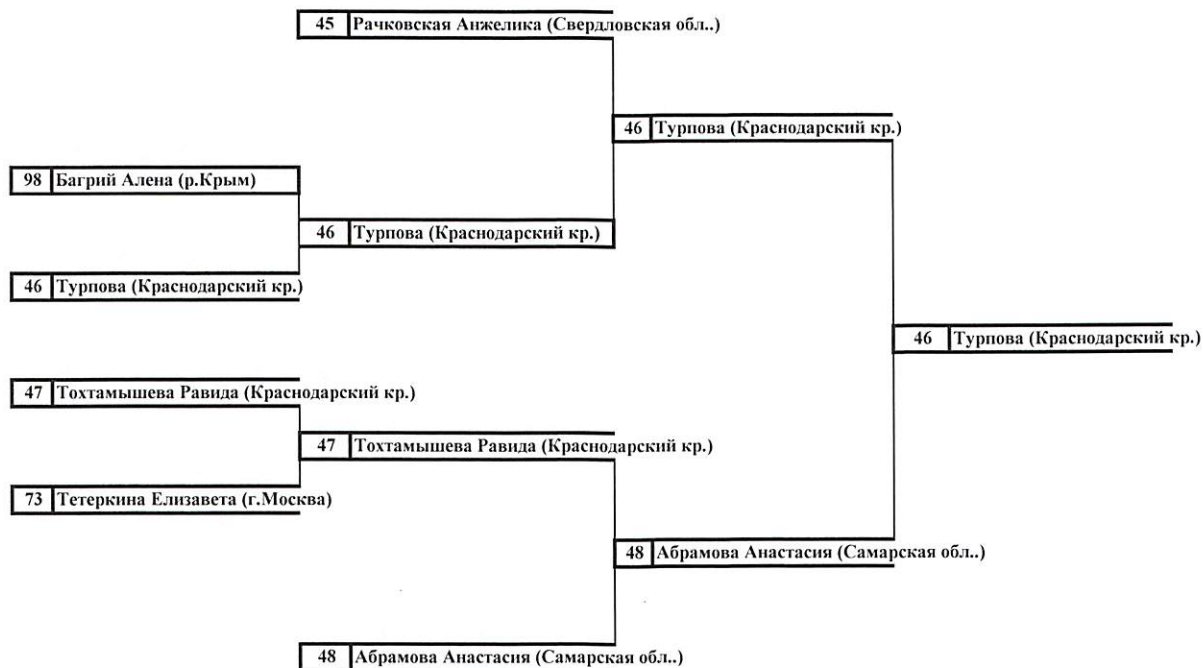 45 Рачковская Анжелика (Свердловская обл..)
46 Турпова (Краснодарский кр.)
98 Багрий Алена (р.Крым)
46 Турпова (Краснодарский кр.)
46 Турпова (Краснодарский кр.)
46 Турпова (Краснодарский кр.)
47 Тохтамышева Равида (Краснодарский кр.)
47 Тохтамышева Равида (Краснодарский кр.)
73 Тетеркина Елизавета (г.Москва)
48 Абрамова Анастасия (Самарская обл..)
48 Абрамова Анастасия (Самарская обл..)